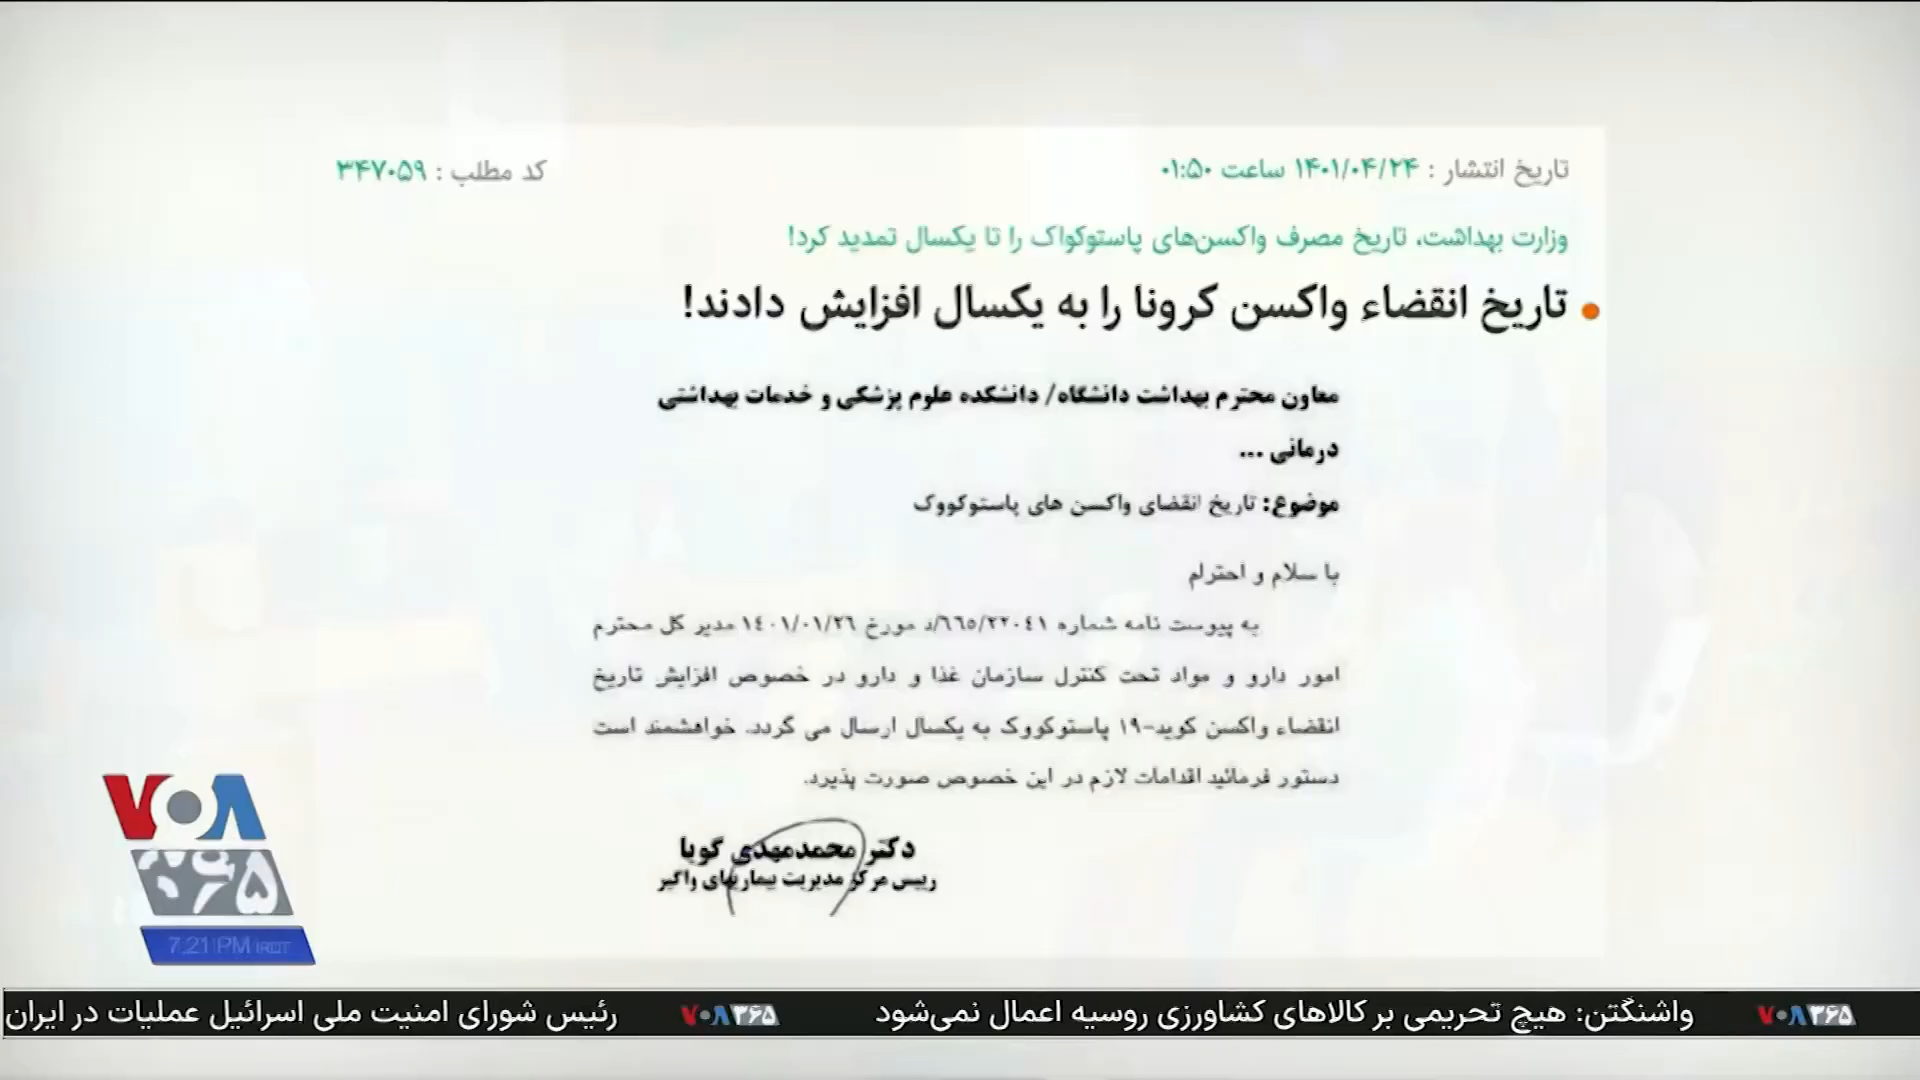 تاریخ انتشار : ۱۴۰۱/۰۴/۲۴ ساعت ۰۱:۵۰
کد مطلب : ۳۴۷۰۵۹
وزارت بهداشت، تاریخ مصرف واکسن‌های پاستوکواک را تا یکسال تمدید کرد!
تاریخ انقضاء واکسن کرونا را به یکسال افزایش دادند!
معاون محترم بهداشت دانشگاه/ دانشکده علوم پزشکی و خدمات بهداشتی
درمانی ...
موضوع: تاریخ انقضای واکسن های پاستوکووک
با سلام و احترام
به پیوست نامه شماره ۶۶۵/۲۲۰۴۱/د مورخ ۱۴۰۱/۰۱/۲۶ مدیر کل محترم
امور دارو و مواد تحت کنترل سازمان غذا و دارو در خصوص افزایش تاریخ
انقضاء واکسن کوید-۱۹ پاستوکووک به یکسال ارسال می گردد. خواهشمند است
دستور فرمائید اقدامات لازم در این خصوص صورت پذیرد.
دکتر محمدمهدی گویا
رییس مرکز مدیریت بیماریهای واگیر
VOA
۳۶۵
7:21 PM IRDT
VOA۳۶۵ واشنگتن: هیچ تحریمی بر کالاهای کشاورزی روسیه اعمال نمی‌شود VOA۳۶۵ رئیس شورای امنیت ملی اسرائیل عملیات در ایران